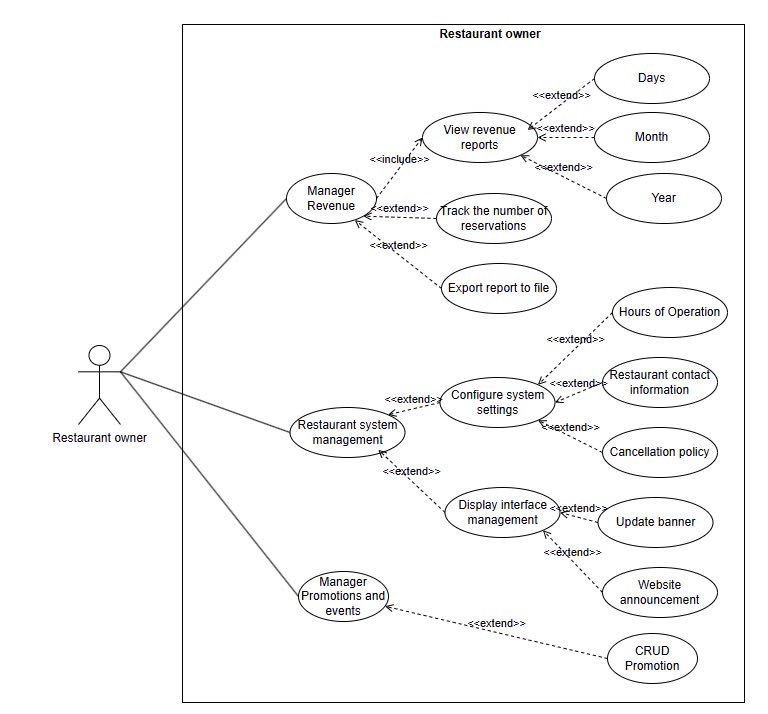 Restaurant owner
Days
<<extend>>
View revenue
reports
<<extend>>
Month
<<include>>
<<extend>>
Manager
Revenue
Year
<<extend>>
Track the number of
reservations
<<extend>>
Export report to file
Hours of Operation
<<extend>>
Restaurant contact
information
<<extend>>
Configure system
settings
<<extend>>
Restaurant system
management
<<extend>>
Cancellation policy
Restaurant owner
<<extend>>
Display interface
management
<<extend>>
Update banner
<<extend>>
Website
announcement
Manager
Promotions and
events
<<extend>>
CRUD
Promotion